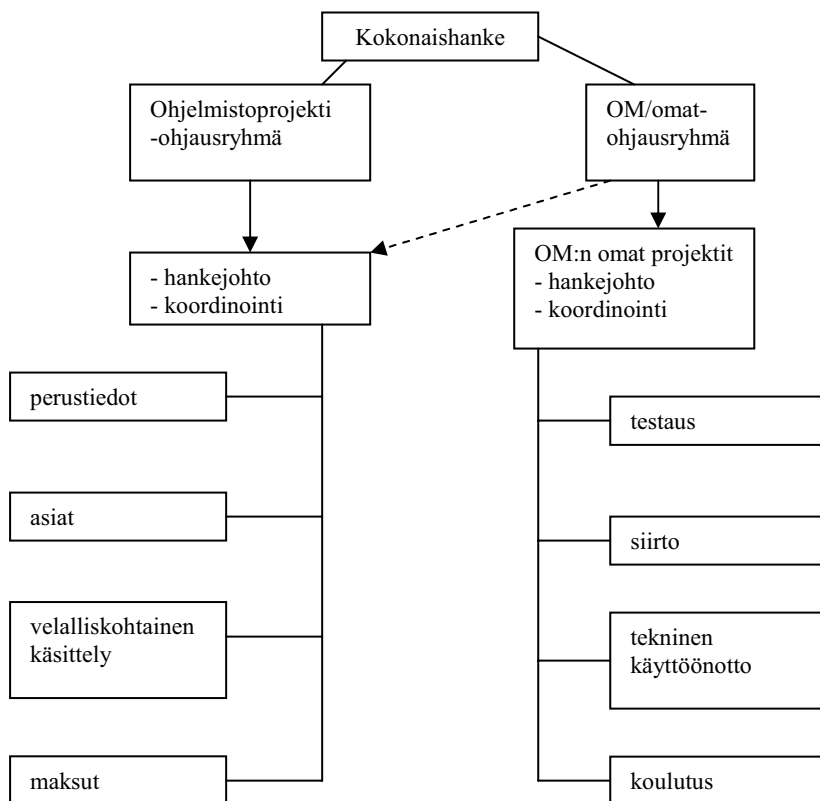 Kokonaishanke
Ohjelmistoprojekti
-ohjausryhmä
OM/omat-
ohjausryhmä
- hankejohto
- koordinointi
OM:n omat projektit
- hankejohto
- koordinointi
perustiedot
testaus
asiat
siirto
velalliskohtainen
käsittely
tekninen
käyttöönotto
maksut
koulutus